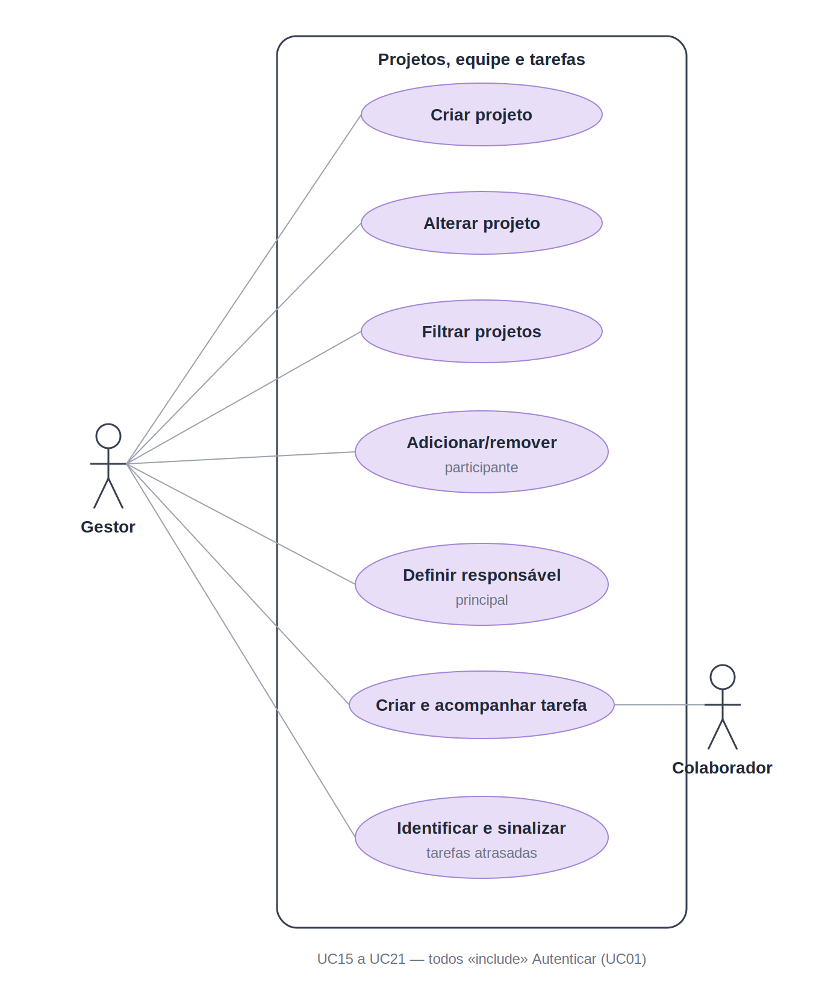 Projetos, equipe e tarefas
Criar projeto
Alterar projeto
Filtrar projetos
Adicionar/remover
participante
Gestor
Definir responsável
principal
Criar e acompanhar tarefa
Colaborador
Identificar e sinalizar
tarefas atrasadas
UC15 a UC21 — todos «include» Autenticar (UC01)